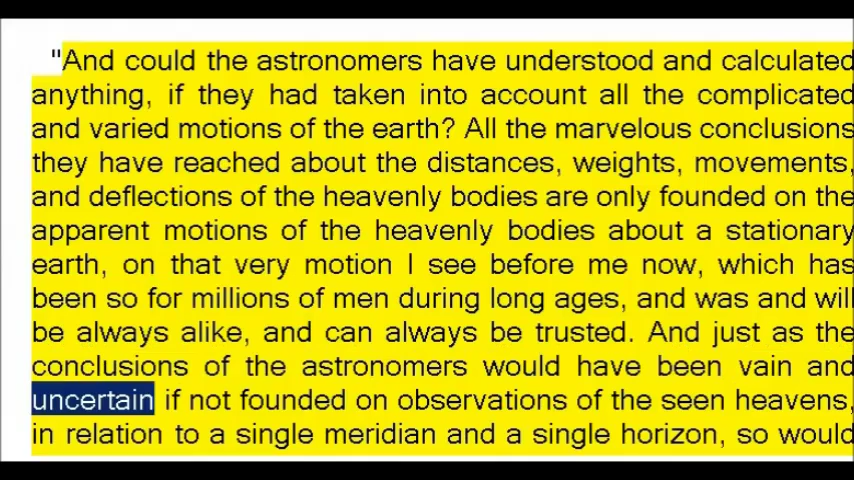 "And could the astronomers have understood and calculated
anything, if they had taken into account all the complicated
and varied motions of the earth? All the marvelous conclusions
they have reached about the distances, weights, movements,
and deflections of the heavenly bodies are only founded on the
apparent motions of the heavenly bodies about a stationary
earth, on that very motion I see before me now, which has
been so for millions of men during long ages, and was and will
be always alike, and can always be trusted. And just as the
conclusions of the astronomers would have been vain and
uncertain if not founded on observations of the seen heavens,
in relation to a single meridian and a single horizon, so would